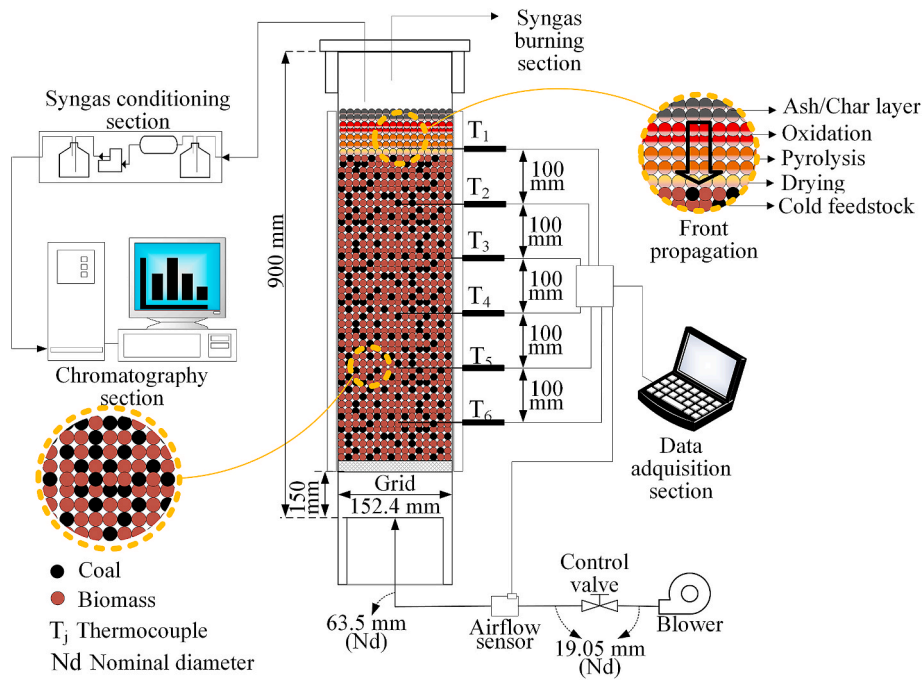 Syngas
burning
section
Syngas conditioning
section
Ash/Char layer
Oxidation
Pyrolysis
Drying
Cold feedstock
Front
propagation
T1
100
mm
T2
100
mm
T3
100
mm
T4
100
mm
T5
100
mm
T6
900 mm
Chromatography
section
Data
adquisition
section
150
mm
Grid
152.4 mm
Coal
Biomass
Tj Thermocouple
Nd Nominal diameter
63.5 mm
(Nd)
Airflow
sensor
Control
valve
Blower
19.05 mm
(Nd)